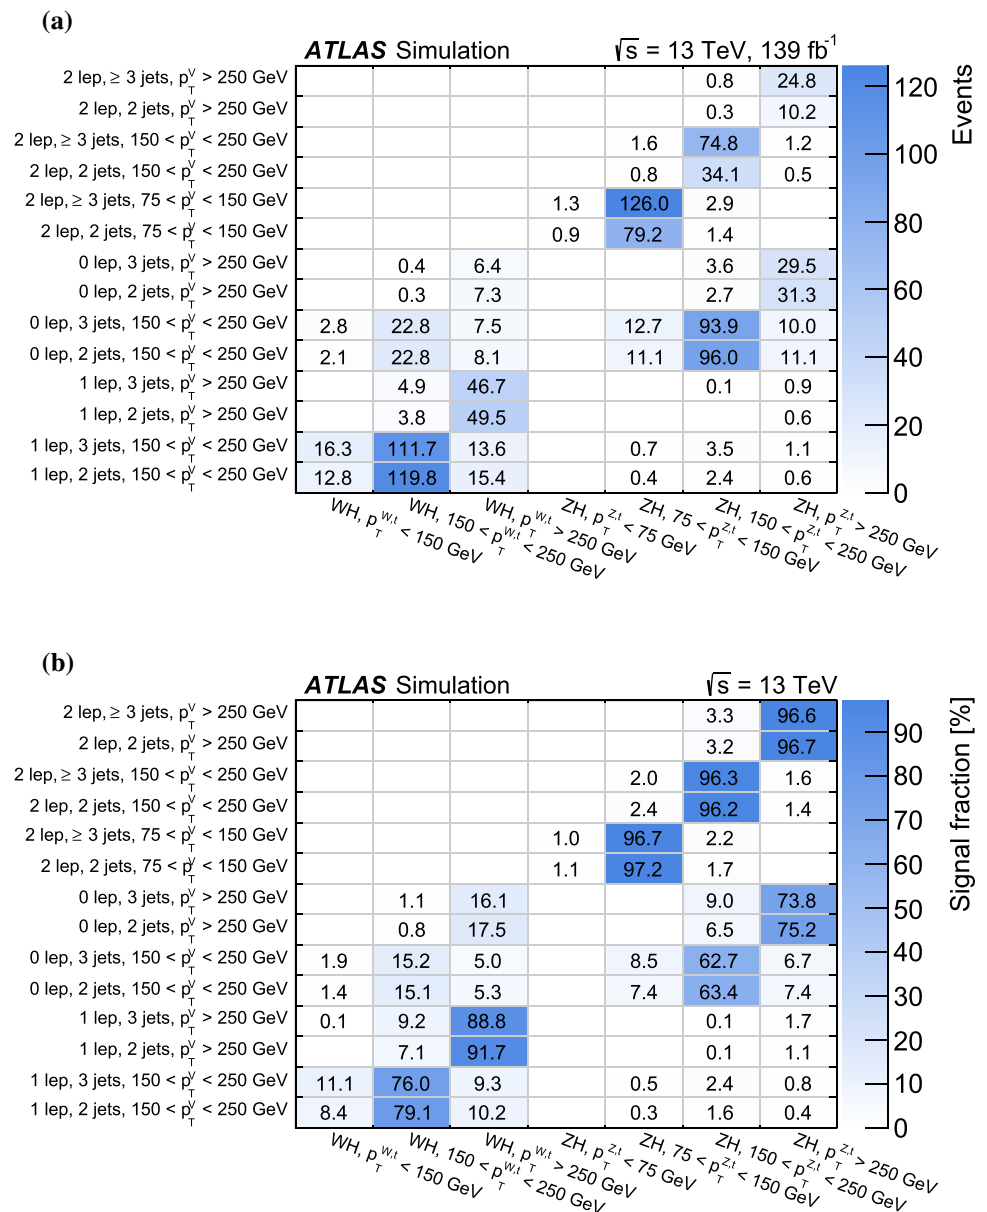 (a)
ATLAS Simulation √s = 13 TeV, 139 fb⁻¹
2 lep, ≥ 3 jets, p_T^V > 250 GeV 0.8 24.8
2 lep, 2 jets, p_T^V > 250 GeV 0.3 10.2
2 lep, ≥ 3 jets, 150 < p_T^V < 250 GeV 1.6 74.8 1.2
2 lep, 2 jets, 150 < p_T^V < 250 GeV 0.8 34.1 0.5
2 lep, ≥ 3 jets, 75 < p_T^V < 150 GeV 1.3 126.0 2.9
2 lep, 2 jets, 75 < p_T^V < 150 GeV 0.9 79.2 1.4
0 lep, 3 jets, p_T^V > 250 GeV 0.4 6.4 3.6 29.5
0 lep, 2 jets, p_T^V > 250 GeV 0.3 7.3 2.7 31.3
0 lep, 3 jets, 150 < p_T^V < 250 GeV 2.8 22.8 7.5 12.7 93.9 10.0
0 lep, 2 jets, 150 < p_T^V < 250 GeV 2.1 22.8 8.1 11.1 96.0 11.1
1 lep, 3 jets, p_T^V > 250 GeV 4.9 46.7 0.1 0.9
1 lep, 2 jets, p_T^V > 250 GeV 3.8 49.5 0.6
1 lep, 3 jets, 150 < p_T^V < 250 GeV 16.3 111.7 13.6 0.7 3.5 1.1
1 lep, 2 jets, 150 < p_T^V < 250 GeV 12.8 119.8 15.4 0.4 2.4 0.6
WH, p_T^W,t < 150 GeV
WH, 150 < p_T^W,t < 250 GeV
WH, p_T^W,t > 250 GeV
ZH, p_T^Z,t < 75 GeV
ZH, 75 < p_T^Z,t < 150 GeV
ZH, 150 < p_T^Z,t < 250 GeV
ZH, p_T^Z,t > 250 GeV
120
100
80
60
40
20
0
Events
(b)
ATLAS Simulation √s = 13 TeV
2 lep, ≥ 3 jets, p_T^V > 250 GeV 3.3 96.6
2 lep, 2 jets, p_T^V > 250 GeV 3.2 96.7
2 lep, ≥ 3 jets, 150 < p_T^V < 250 GeV 2.0 96.3 1.6
2 lep, 2 jets, 150 < p_T^V < 250 GeV 2.4 96.2 1.4
2 lep, ≥ 3 jets, 75 < p_T^V < 150 GeV 1.0 96.7 2.2
2 lep, 2 jets, 75 < p_T^V < 150 GeV 1.1 97.2 1.7
0 lep, 3 jets, p_T^V > 250 GeV 1.1 16.1 9.0 73.8
0 lep, 2 jets, p_T^V > 250 GeV 0.8 17.5 6.5 75.2
0 lep, 3 jets, 150 < p_T^V < 250 GeV 1.9 15.2 5.0 8.5 62.7 6.7
0 lep, 2 jets, 150 < p_T^V < 250 GeV 1.4 15.1 5.3 7.4 63.4 7.4
1 lep, 3 jets, p_T^V > 250 GeV 0.1 9.2 88.8 0.1 1.7
1 lep, 2 jets, p_T^V > 250 GeV 7.1 91.7 0.1 1.1
1 lep, 3 jets, 150 < p_T^V < 250 GeV 11.1 76.0 9.3 0.5 2.4 0.8
1 lep, 2 jets, 150 < p_T^V < 250 GeV 8.4 79.1 10.2 0.3 1.6 0.4
WH, p_T^W,t < 150 GeV
WH, 150 < p_T^W,t < 250 GeV
WH, p_T^W,t > 250 GeV
ZH, p_T^Z,t < 75 GeV
ZH, 75 < p_T^Z,t < 150 GeV
ZH, 150 < p_T^Z,t < 250 GeV
ZH, p_T^Z,t > 250 GeV
90
80
70
60
50
40
30
20
10
0
Signal fraction [%]